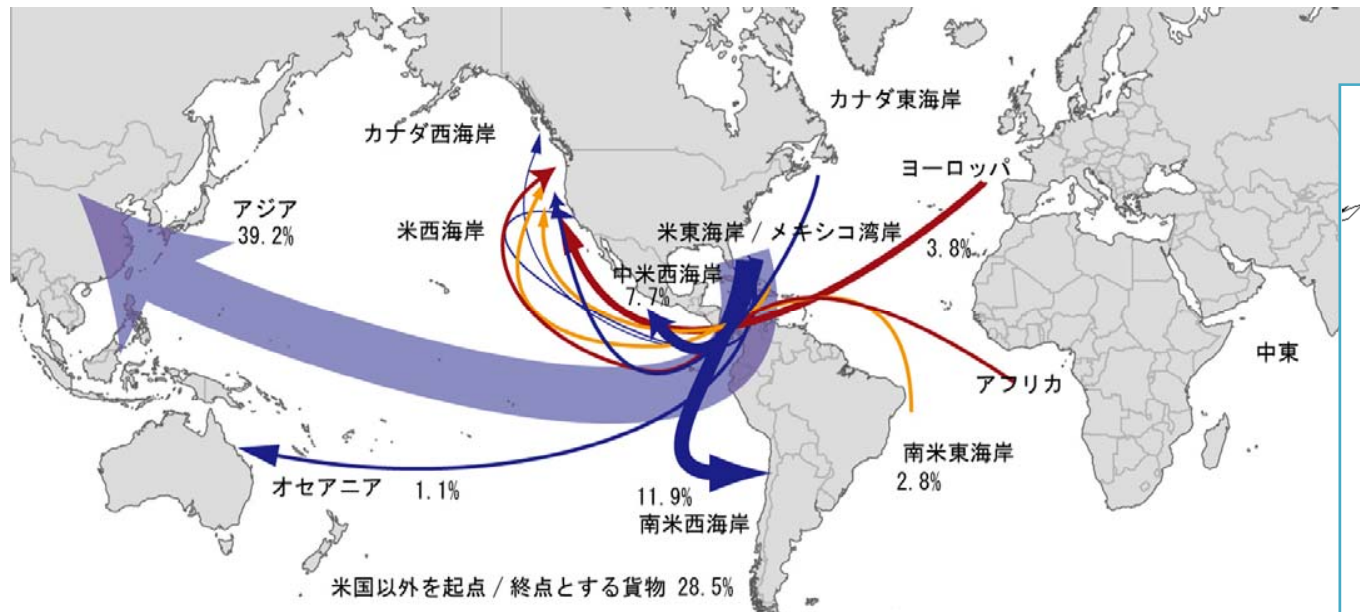 カナダ東海岸
カナダ西海岸
ヨーロッパ
アジア
39.2%
米西海岸
米東海岸 / メキシコ湾岸
3.8%
中米西海岸
7.7%
中東
アフリカ
南米東海岸
2.8%
オセアニア
1.1%
11.9%
南米西海岸
米国以外を起点 / 終点とする貨物 28.5%